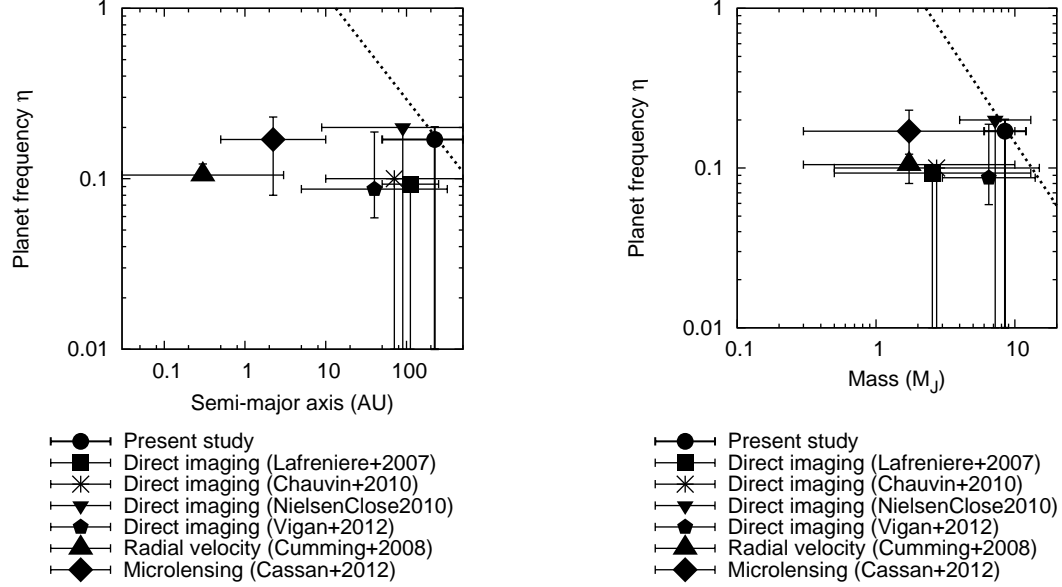 1
0.1
0.01
Planet frequency η
0.1
1
10
100
Semi-major axis (AU)
Present study
Direct imaging (Lafreniere+2007)
Direct imaging (Chauvin+2010)
Direct imaging (NielsenClose2010)
Direct imaging (Vigan+2012)
Radial velocity (Cumming+2008)
Microlensing (Cassan+2012)
1
0.1
0.01
Planet frequency η
0.1
1
10
Mass (M_J)
Present study
Direct imaging (Lafreniere+2007)
Direct imaging (Chauvin+2010)
Direct imaging (NielsenClose2010)
Direct imaging (Vigan+2012)
Radial velocity (Cumming+2008)
Microlensing (Cassan+2012)